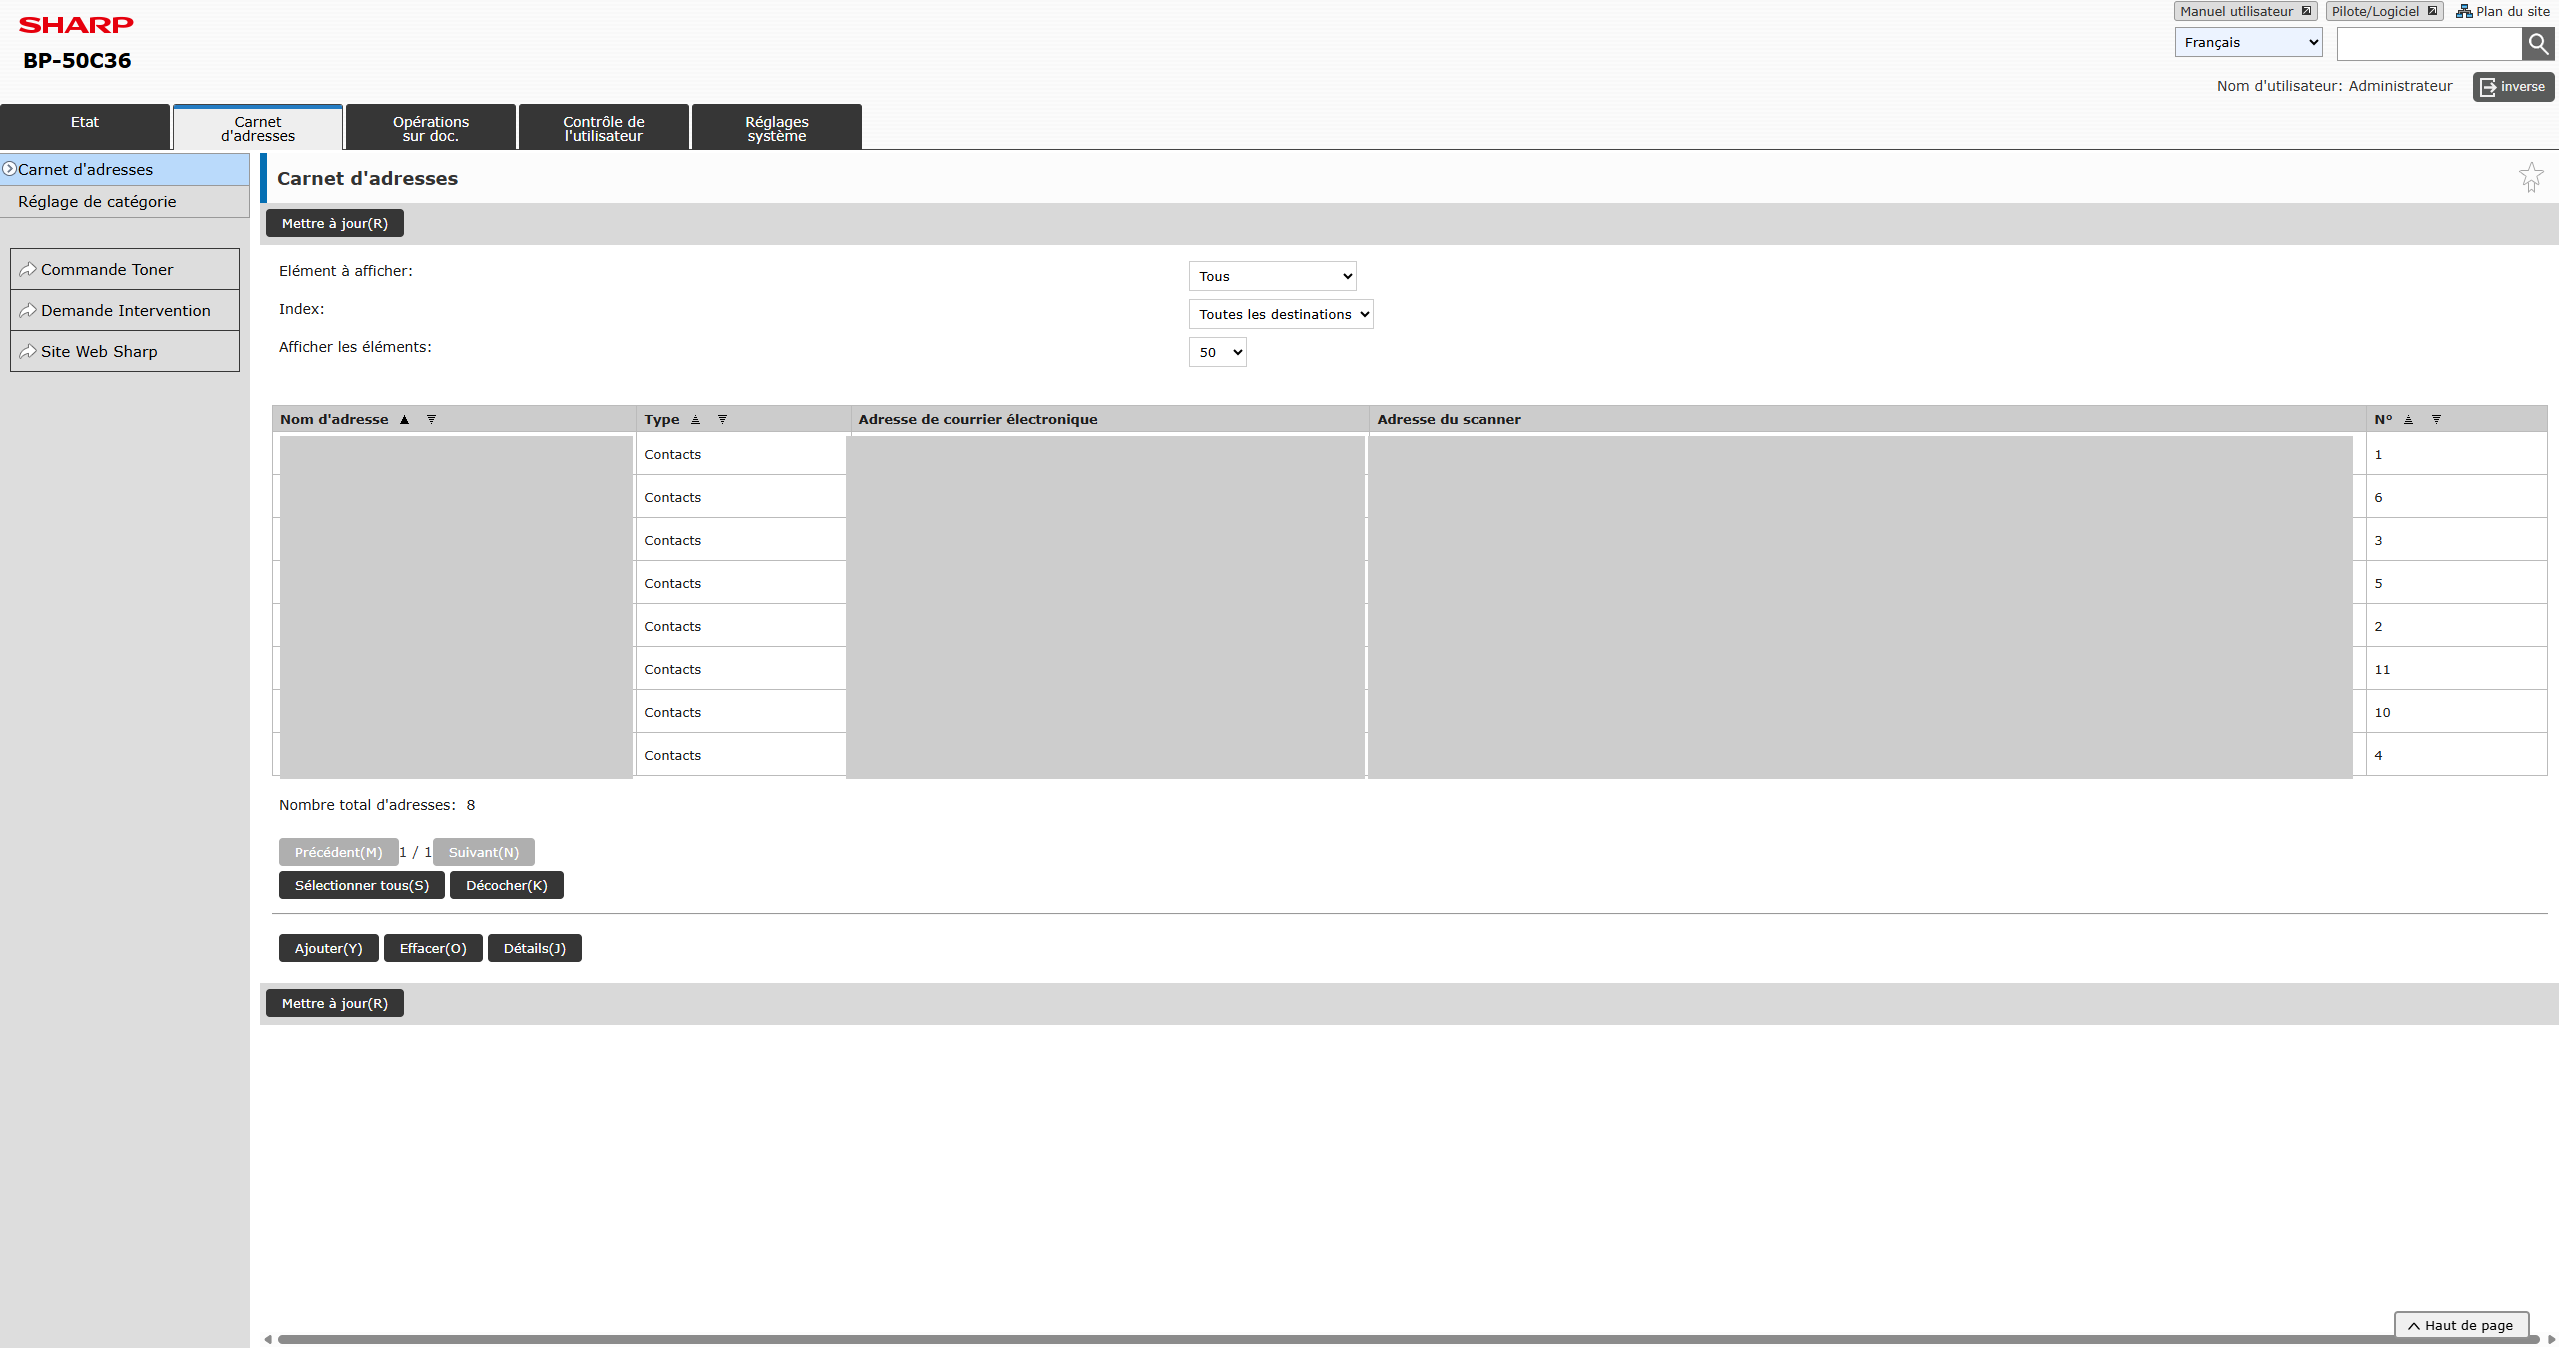 SHARP
BP-50C36
Manuel utilisateur
Pilote/Logiciel
Plan du site
Français
Nom d'utilisateur: Administrateur
inverse
Etat
Carnet
d'adresses
Opérations
sur doc.
Contrôle de
l'utilisateur
Réglages
système
Carnet d'adresses
Réglage de catégorie
Commande Toner
Demande Intervention
Site Web Sharp
Carnet d'adresses
Mettre à jour(R)
Elément à afficher:
Tous
Index:
Toutes les destinations
Afficher les éléments:
50
Nom d'adresse ▲ Type Adresse de courrier électronique Adresse du scanner N°
Contacts 1
Contacts 6
Contacts 3
Contacts 5
Contacts 2
Contacts 11
Contacts 10
Contacts 4
Nombre total d'adresses: 8
Précédent(M) 1 / 1 Suivant(N)
Sélectionner tous(S) Décocher(K)
Ajouter(Y) Effacer(O) Détails(J)
Mettre à jour(R)
Haut de page